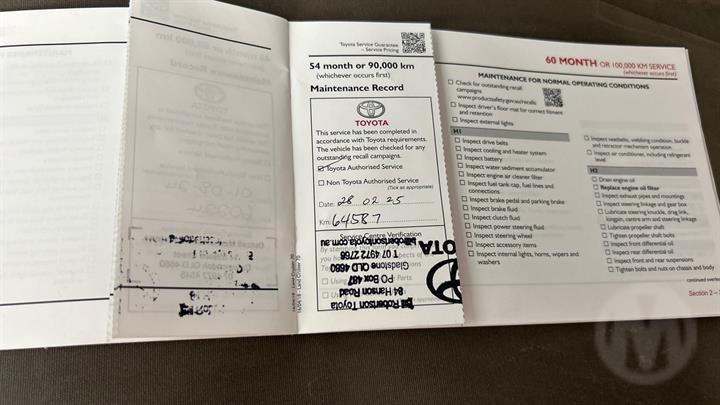 Toyota Service Guarantee
– Service Pricing
54 month or 90,000 km
(whichever occurs first)
Maintenance Record
TOYOTA
This service has been completed in
accordance with Toyota requirements.
The vehicle has been checked for any
outstanding recall campaigns.
Toyota Authorised Service
Non Toyota Authorised Service
(Tick as appropriate)
Date: 28 02 25
Km: 64587
Service Centre Verification
Bill Robertson Toyota
84 Hanson Road
PO Box 487
Gladstone QLD 4680
T 07 4972 2768
billrobertsontoyota.com.au
TOYOTA
60 MONTH OR 100,000 KM SERVICE
(whichever occurs first)
MAINTENANCE FOR NORMAL OPERATING CONDITIONS
Check for outstanding recall
campaigns
www.productsafety.gov.au/recalls
Inspect driver's floor mat for correct fitment
and retention
Inspect external lights
H1
Inspect drive belts
Inspect cooling and heater system
Inspect battery
Inspect water sediment accumulator
Inspect engine air cleaner filter
Inspect fuel tank cap, fuel lines and
connections
Inspect brake pedal and parking brake
Inspect brake fluid
Inspect clutch fluid
Inspect power steering fluid
Inspect steering wheel
Inspect accessory items
Inspect internal lights, horns, wipers and
washers
Inspect seatbelts, webbing condition, buckle
and retractor mechanism operation
Inspect air conditioner, including refrigerant
level
H2
Drain engine oil
Replace engine oil filter
Inspect exhaust pipes and mountings
Inspect steering linkage and gear box
Lubricate steering knuckle, drag link,
kingpin, centre arm and steering linkage
Lubricate propeller shaft
Tighten propeller shaft bolts
Inspect front differential oil
Inspect rear differential oil
Inspect front and rear suspensions
Tighten bolts and nuts on chassis and body
Section 2 –